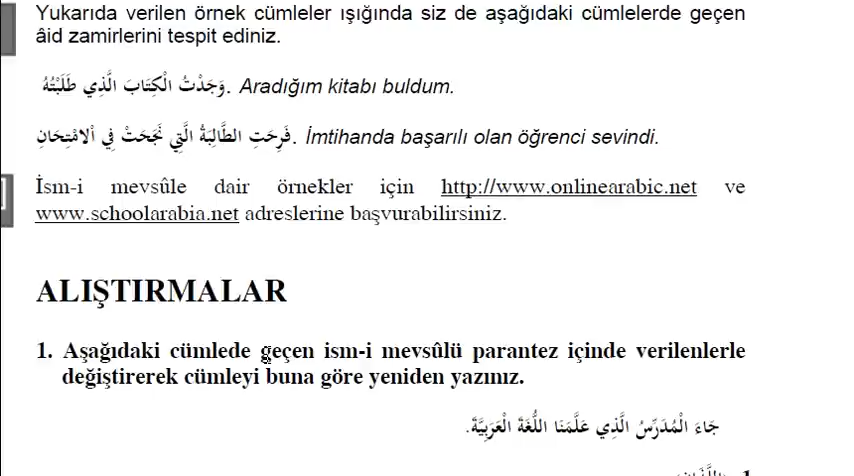 Yukarıda verilen örnek cümleler ışığında siz de aşağıdaki cümlelerde geçen
âid zamirlerini tespit ediniz.
وَجَدْتُ الْكِتَابَ الَّذِي طَلَبْتُهُ. Aradığım kitabı buldum.
فَرِحَتِ الطَّالِبَةُ الَّتِي نَجَحَتْ فِي اْلاِمْتِحَانِ. İmtihanda başarılı olan öğrenci sevindi.
İsm-i mevsûle dair örnekler için http://www.onlinearabic.net ve
www.schoolarabia.net adreslerine başvurabilirsiniz.
ALIŞTIRMALAR
1. Aşağıdaki cümlede geçen ism-i mevsûlü parantez içinde verilenlerle
değiştirerek cümleyi buna göre yeniden yazınız.
جَاءَ الْمُدَرِّسُ الَّذِي عَلَّمَنَا اللُّغَةَ الْعَرَبِيَّةَ.